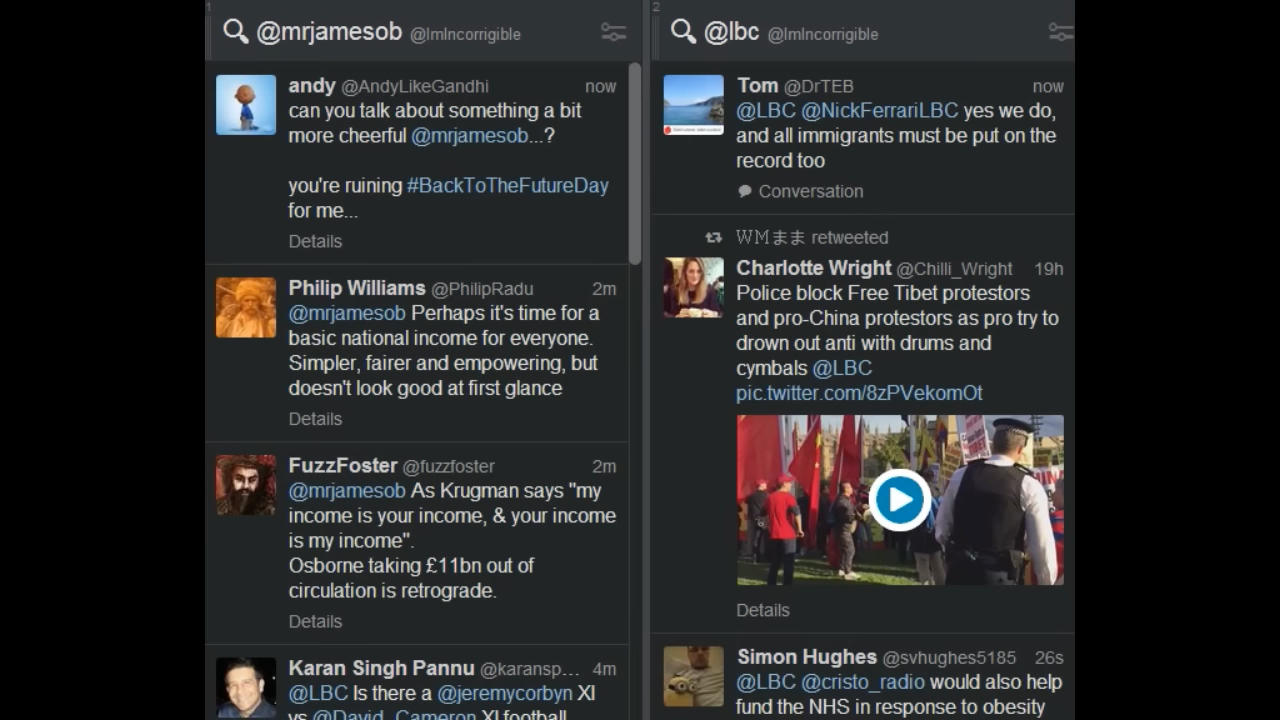 1
@mrjamesob @ImIncorrigible
andy @AndyLikeGandhi now
can you talk about something a bit
more cheerful @mrjamesob...?
you're ruining #BackToTheFutureDay
for me...
Details
Philip Williams @PhilipRadu 2m
@mrjamesob Perhaps it's time for a
basic national income for everyone.
Simpler, fairer and empowering, but
doesn't look good at first glance
Details
FuzzFoster @fuzzfoster 2m
@mrjamesob As Krugman says "my
income is your income, & your income
is my income".
Osborne taking £11bn out of
circulation is retrograde.
Details
Karan Singh Pannu @karansp... 4m
@LBC Is there a @jeremycorbyn XI
vs @David_Cameron XI football
2
@lbc @ImIncorrigible
Tom @DrTEB now
@LBC @NickFerrariLBC yes we do,
and all immigrants must be put on the
record too
Conversation
WMまま retweeted
Charlotte Wright @Chilli_Wright 19h
Police block Free Tibet protestors
and pro-China protestors as pro try to
drown out anti with drums and
cymbals @LBC
pic.twitter.com/8zPVekomOt
Details
Simon Hughes @svhughes5185 26s
@LBC @cristo_radio would also help
fund the NHS in response to obesity